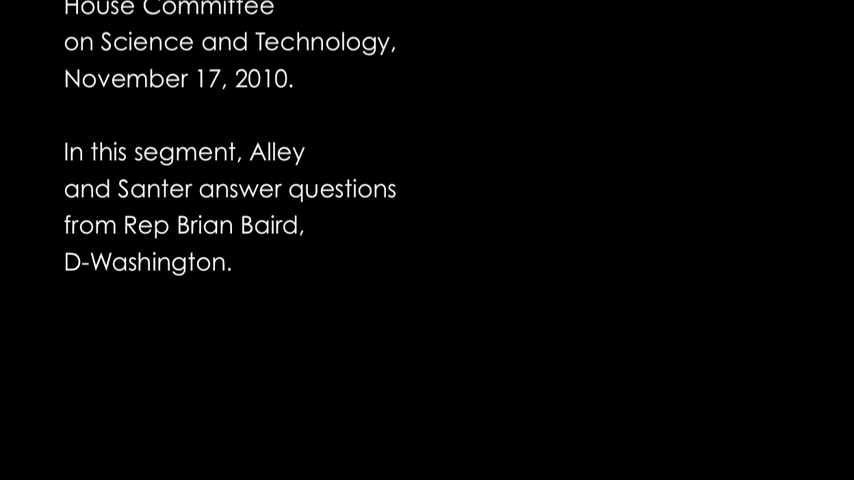 House Committee
on Science and Technology,
November 17, 2010.
In this segment, Alley
and Santer answer questions
from Rep Brian Baird,
D-Washington.